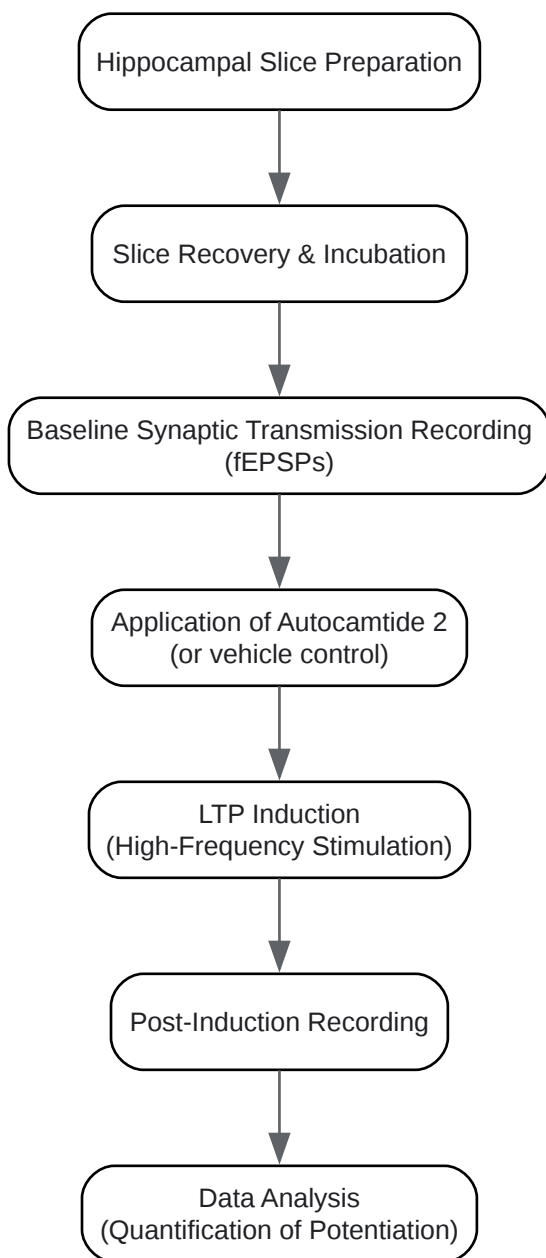 Hippocampal Slice Preparation
Slice Recovery & Incubation
Baseline Synaptic Transmission Recording
(fEPSPs)
Application of Autocamtide 2
(or vehicle control)
LTP Induction
(High-Frequency Stimulation)
Post-Induction Recording
Data Analysis
(Quantification of Potentiation)